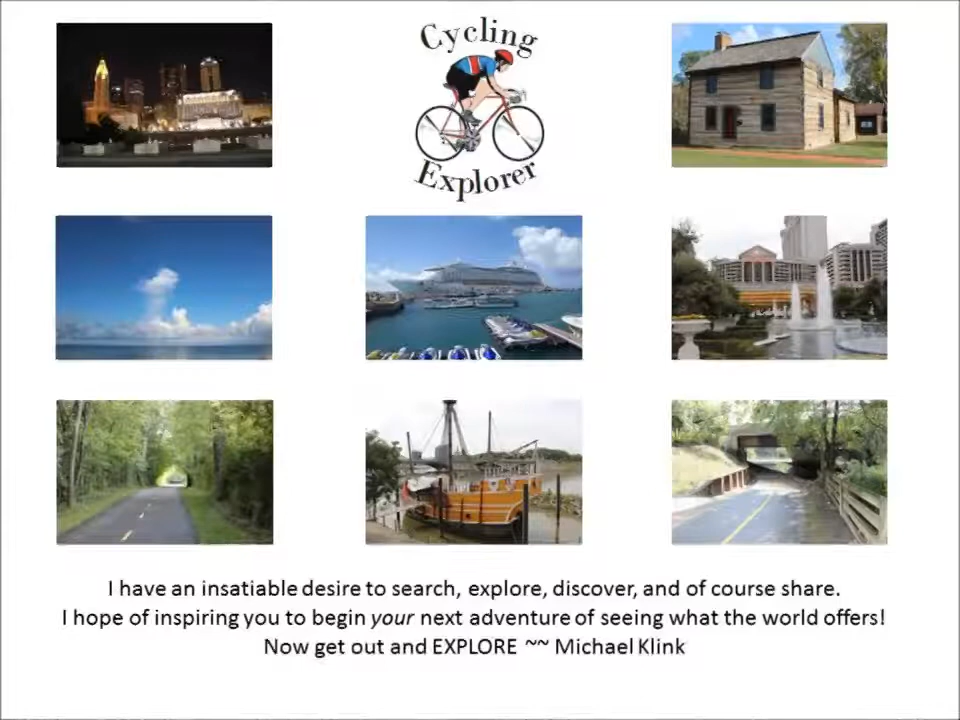 Cycling
Explorer
I have an insatiable desire to search, explore, discover, and of course share.
I hope of inspiring you to begin your next adventure of seeing what the world offers!
Now get out and EXPLORE ~~ Michael Klink